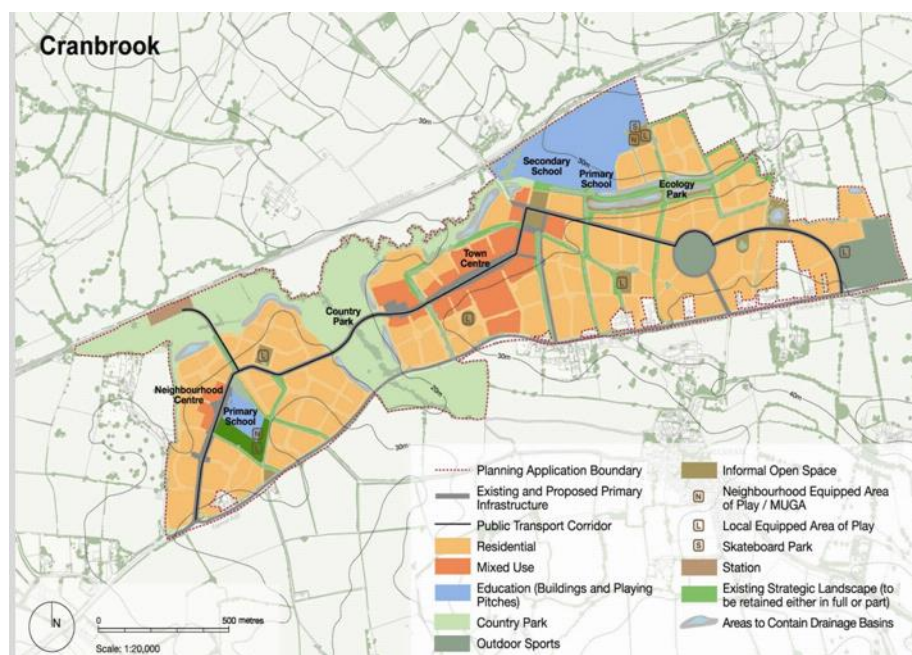 Cranbrook
30m
30m
Secondary
School
Primary
School
Ecology
Park
Town
Centre
Country
Park
L
S
N
L
L
L
L
L
30m
20m
40m
30m
Neighbourhood
Centre
Primary
School
N
Planning Application Boundary
Existing and Proposed Primary
Infrastructure
Public Transport Corridor
Residential
Mixed Use
Education (Buildings and Playing
Pitches)
Country Park
Outdoor Sports
Informal Open Space
N
Neighbourhood Equipped Area
of Play / MUGA
L
Local Equipped Area of Play
S
Skateboard Park
Station
Existing Strategic Landscape (to
be retained either in full or part)
Areas to Contain Drainage Basins
N
0
500 metres
Scale: 1:20,000